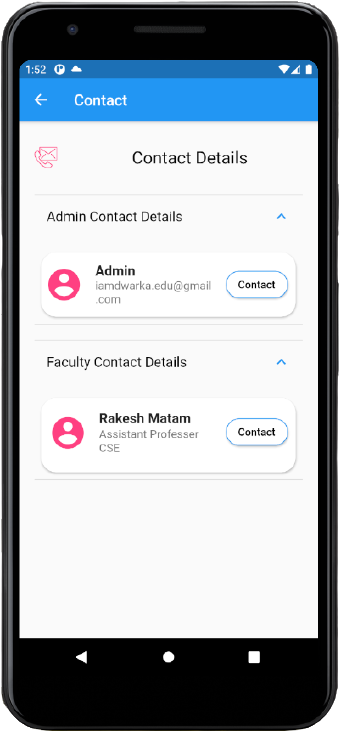 1:52
Contact
Contact Details
Admin Contact Details
Admin
iamdwarka.edu@gmail
.com
Contact
Faculty Contact Details
Rakesh Matam
Assistant Professer
CSE
Contact